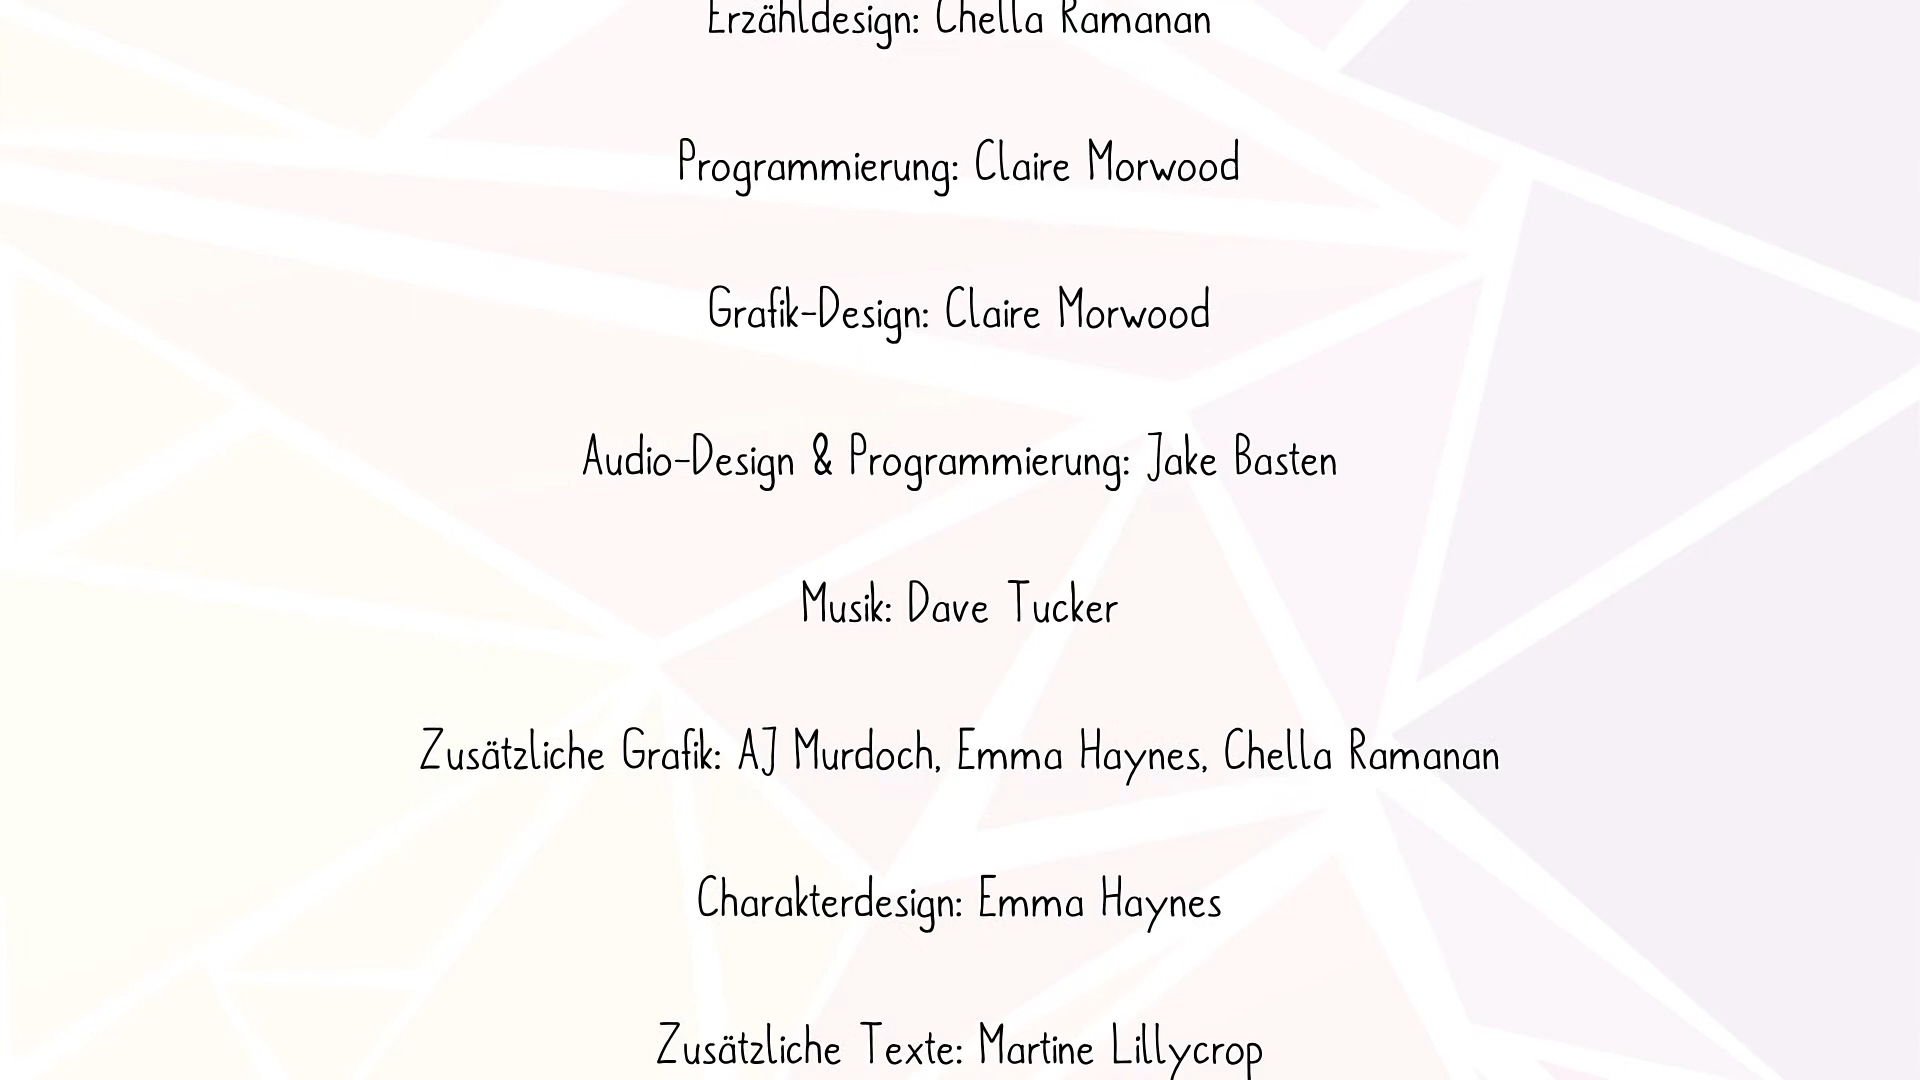 Erzähldesign: Chella Ramanan
Programmierung: Claire Morwood
Grafik-Design: Claire Morwood
Audio-Design & Programmierung: Jake Basten
Musik: Dave Tucker
Zusätzliche Grafik: AJ Murdoch, Emma Haynes, Chella Ramanan
Charakterdesign: Emma Haynes
Zusätzliche Texte: Martine Lillycrop